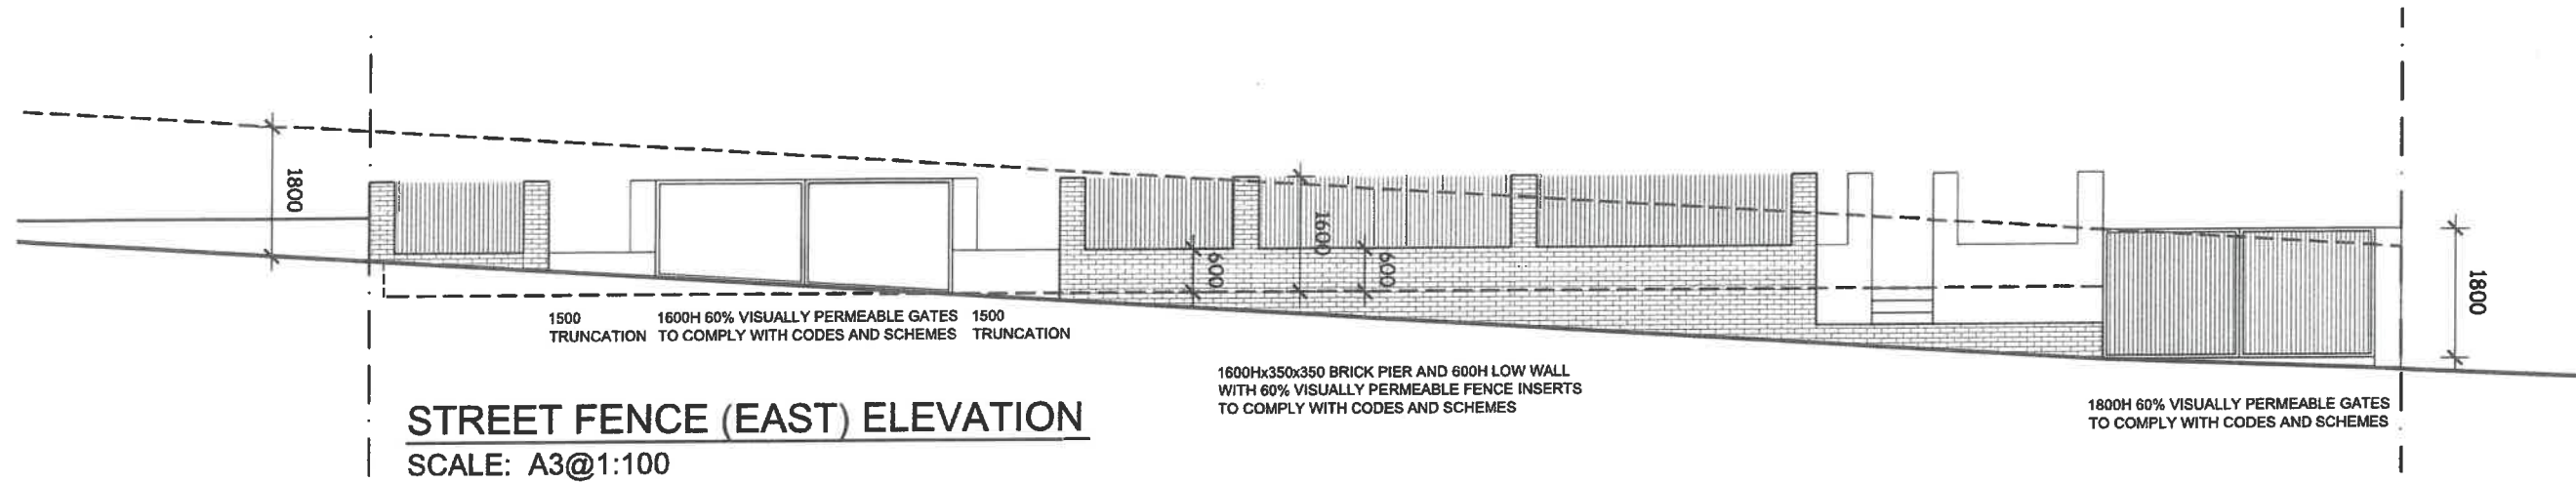 1800
1600
600
600
1800
1500
TRUNCATION
1600H 60% VISUALLY PERMEABLE GATES
TO COMPLY WITH CODES AND SCHEMES
1500
TRUNCATION
1600Hx350x350 BRICK PIER AND 600H LOW WALL
WITH 60% VISUALLY PERMEABLE FENCE INSERTS
TO COMPLY WITH CODES AND SCHEMES
1800H 60% VISUALLY PERMEABLE GATES
TO COMPLY WITH CODES AND SCHEMES
STREET FENCE (EAST) ELEVATION
SCALE: A3@1:100